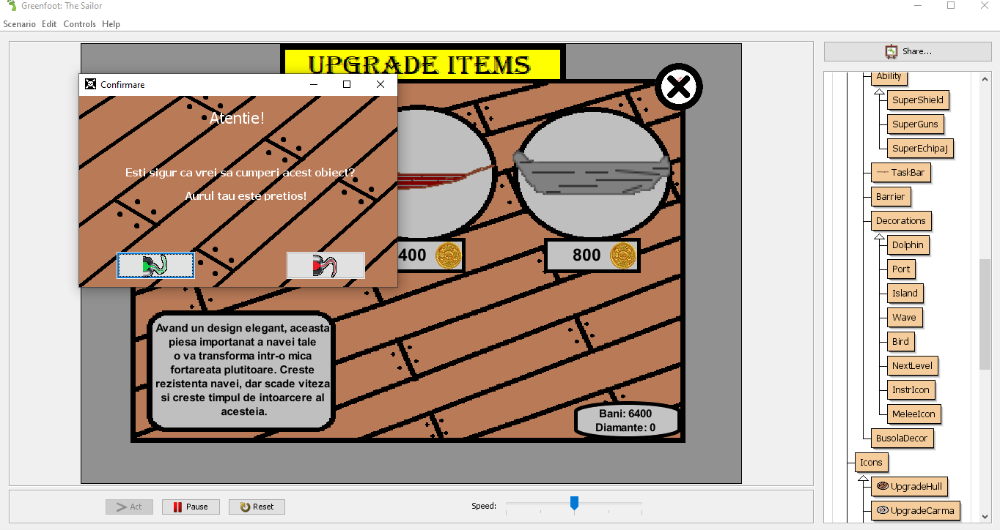 Greenfoot: The Sailor
Scenario Edit Controls Help
UPGRADE ITEMS
Confirmare
Atentie!
Esti sigur ca vrei sa cumperi acest obiect?
Aurul tau este pretios!
400
800
Avand un design elegant, aceasta
piesa importanat a navei tale
o va transforma intr-o mica
fortareata plutitoare. Creste
rezistenta navei, dar scade viteza
si creste timpul de intoarcere al
acesteia.
Bani: 6400
Diamante: 0
Act
Pause
Reset
Speed:
Share...
Ability
SuperShield
SuperGuns
SuperEchipaj
TaskBar
Barrier
Decorations
Dolphin
Port
Island
Wave
Bird
NextLevel
InstrIcon
MeleeIcon
BusolaDecor
Icons
UpgradeHull
UpgradeCarma